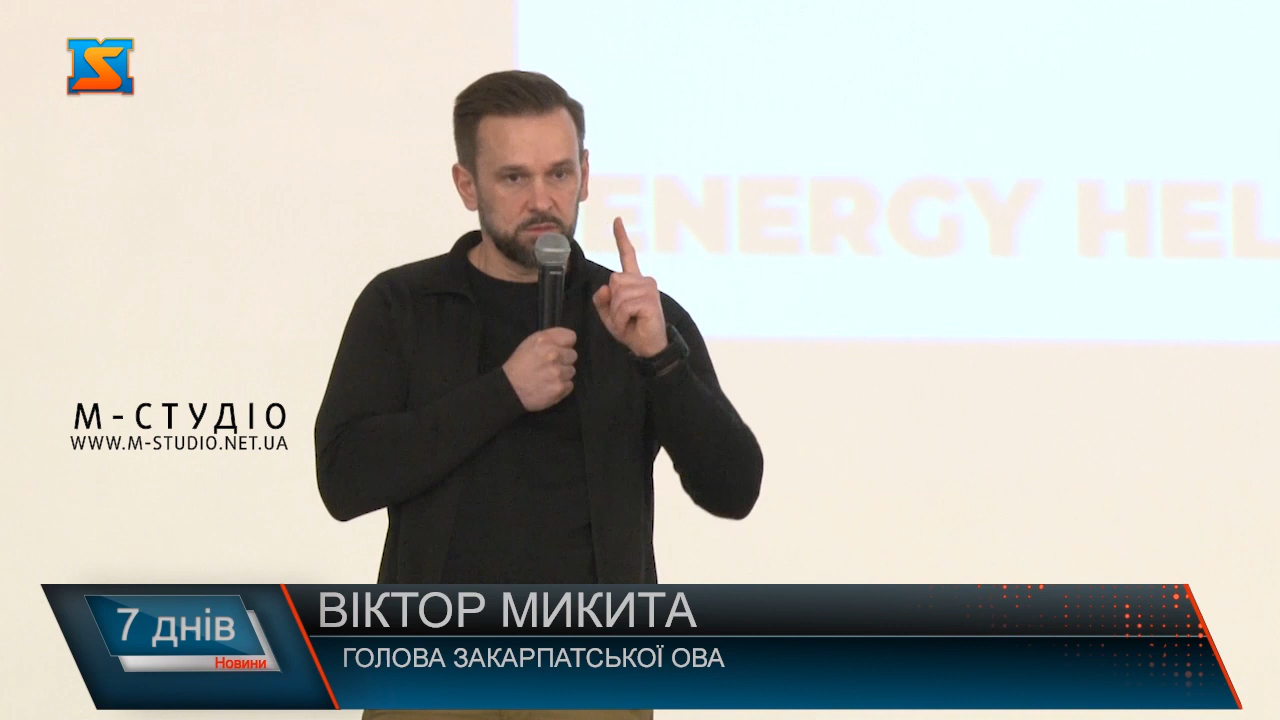 ENERGY HEL
М-СТУДІО
WWW.M-STUDIO.NET.UA
7 днів
Новини
ВІКТОР МИКИТА
ГОЛОВА ЗАКАРПАТСЬКОЇ ОВА